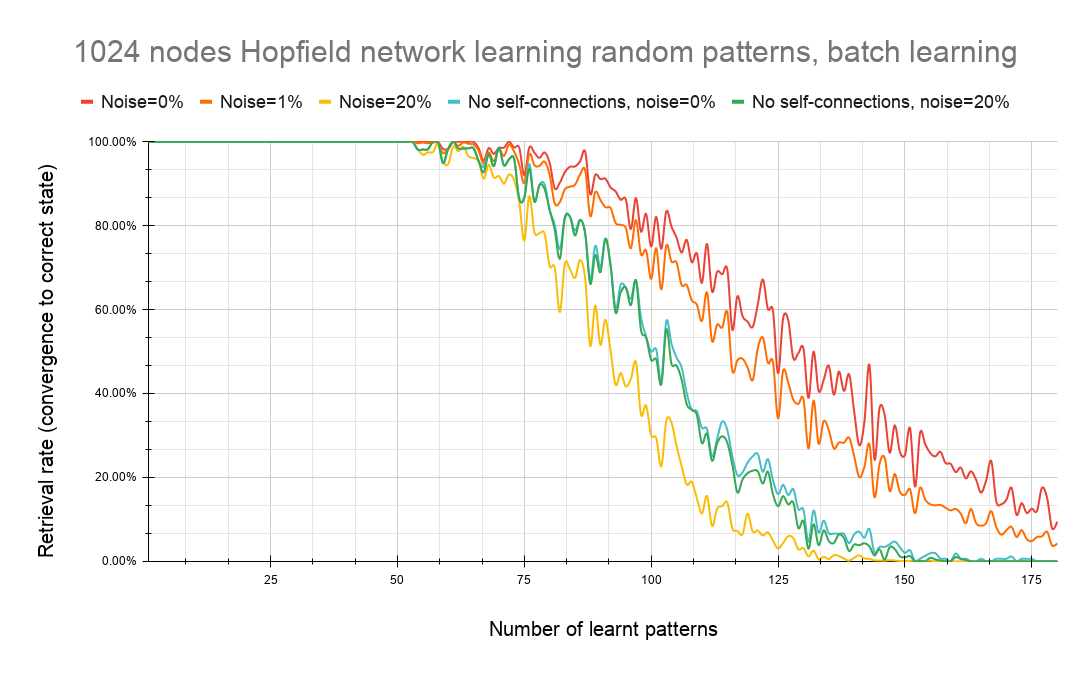 1024 nodes Hopfield network learning random patterns, batch learning
Noise=0% Noise=1% Noise=20% No self-connections, noise=0% No self-connections, noise=20%
Retrieval rate (convergence to correct state)
100.00%
80.00%
60.00%
40.00%
20.00%
0.00%
25 50 75 100 125 150 175
Number of learnt patterns